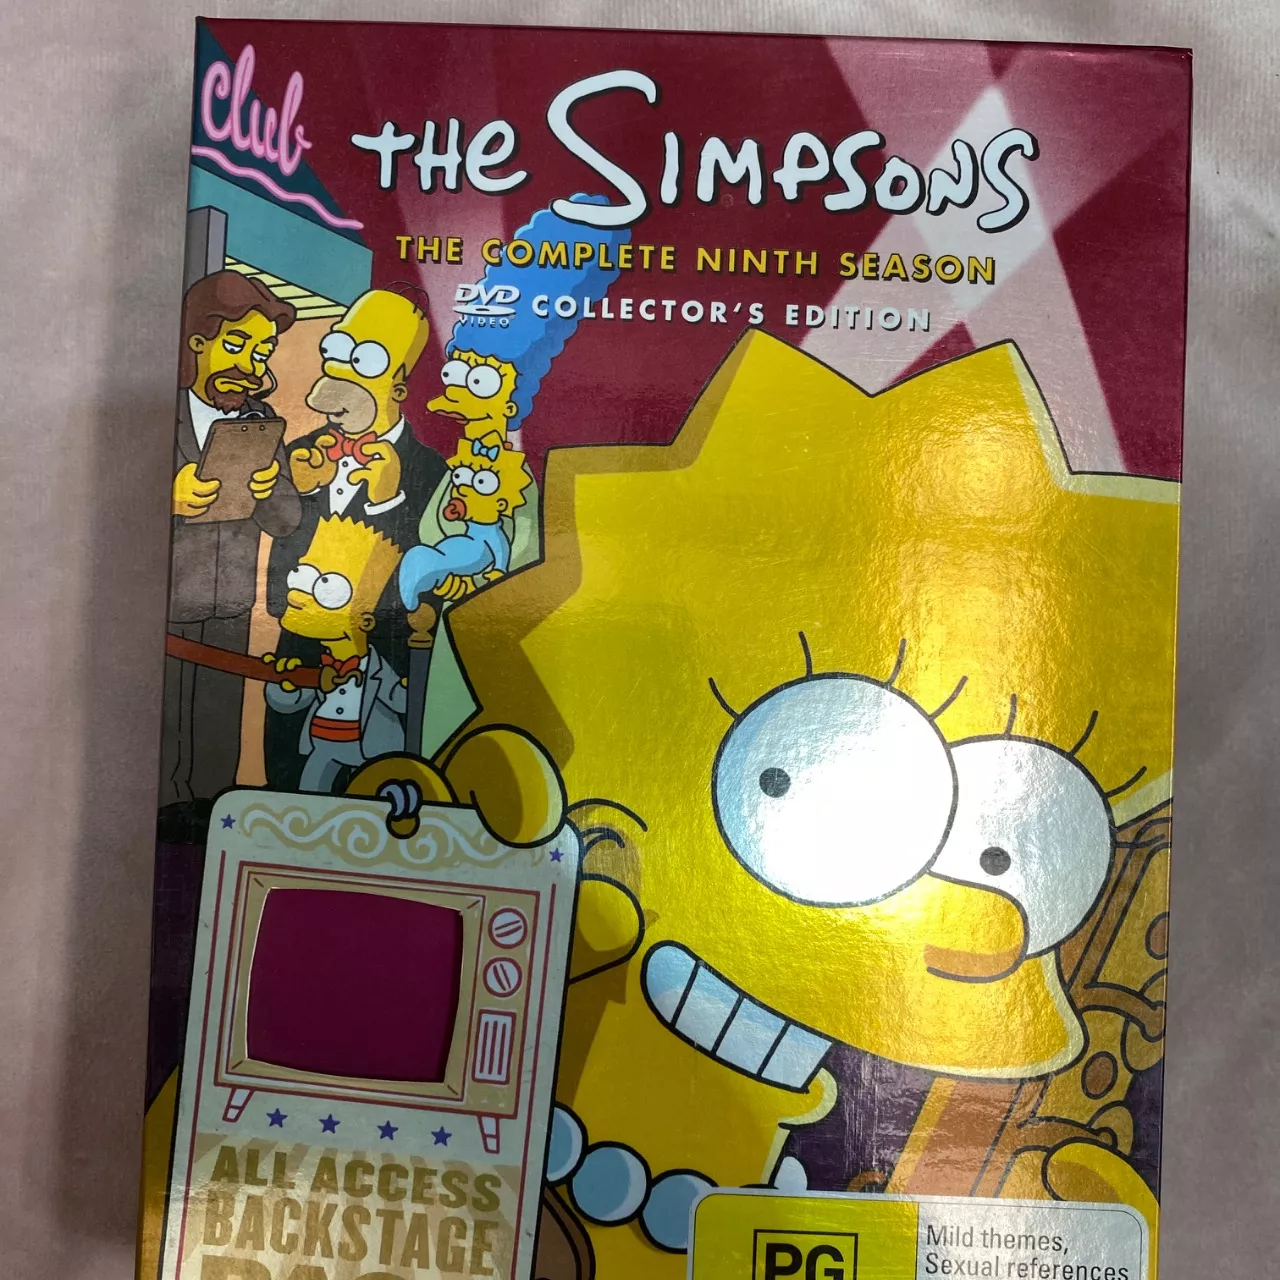 Club
THE SIMPSONS
THE COMPLETE NINTH SEASON
DVD VIDEO COLLECTOR'S EDITION
ALL ACCESS
BACKSTAGE
PASS
PG
Mild themes,
Sexual references